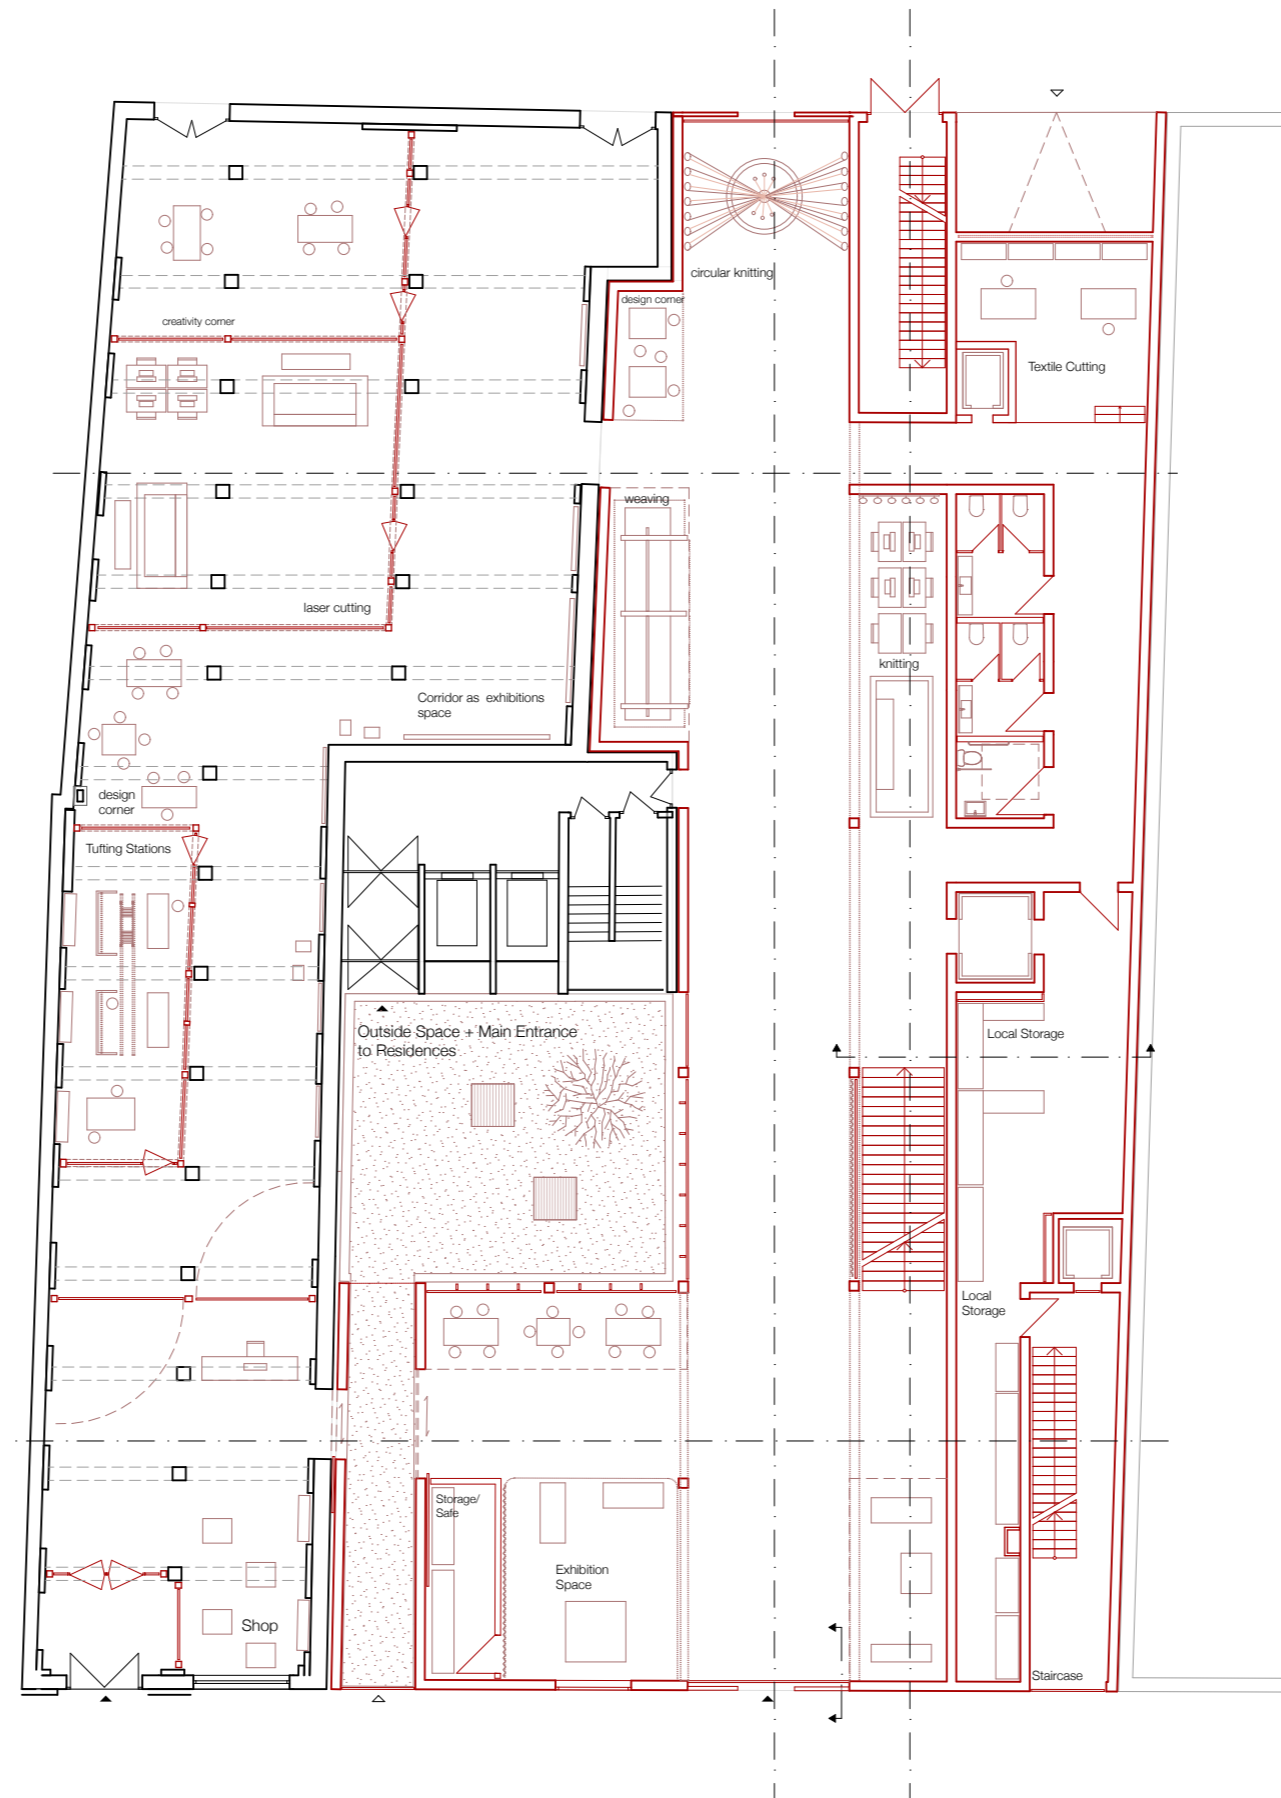 circular knitting
design corner
creativity corner
Textile Cutting
weaving
laser cutting
knitting
Corridor as exhibitions
space
design
corner
Tufting Stations
Outside Space + Main Entrance
to Residences
Local Storage
Local
Storage
Storage/
Safe
Exhibition
Space
Shop
Staircase